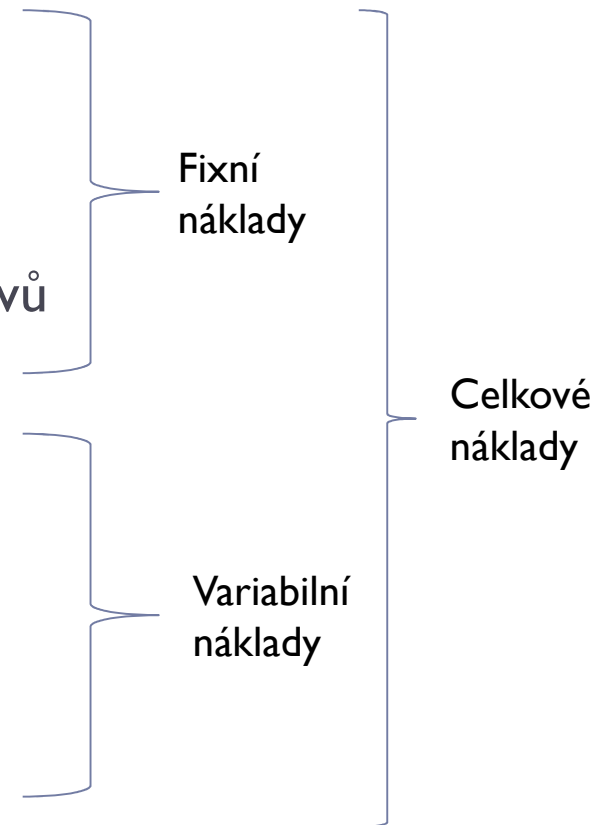 Fixní
náklady
vů
Celkové
náklady
Variabilní
náklady